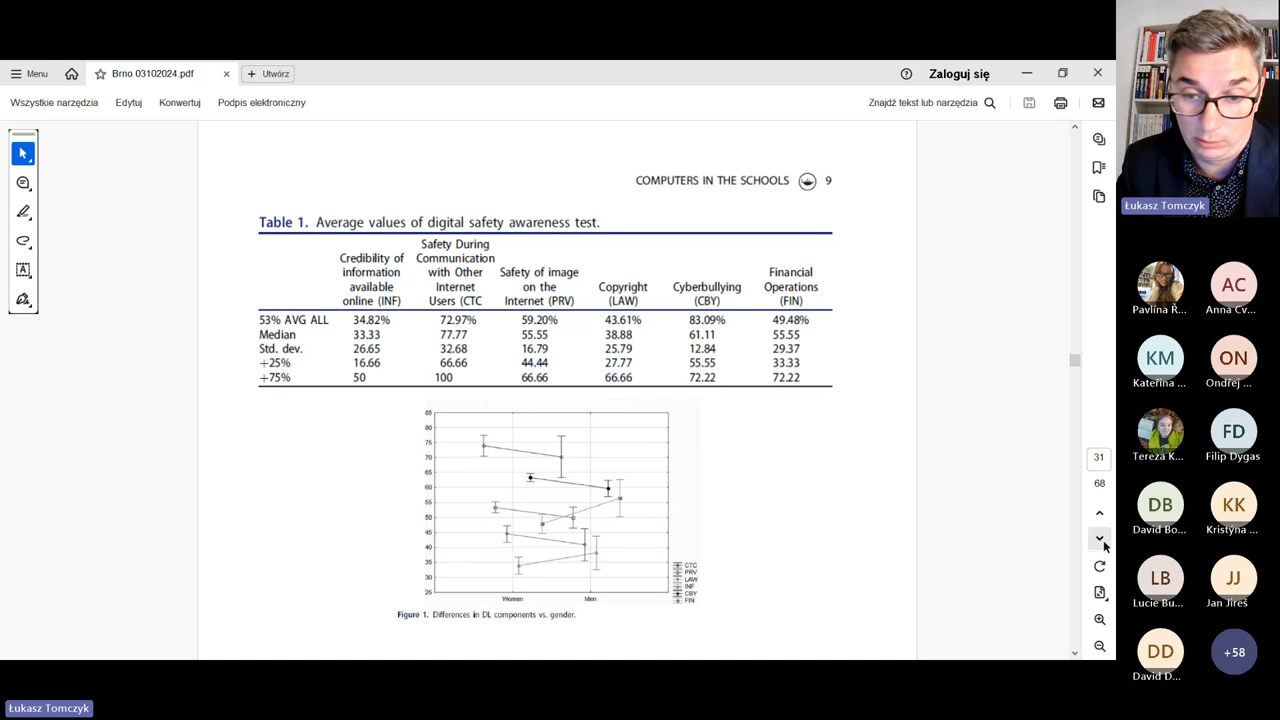 Menu
Brno 03102024.pdf
Utwórz
Zaloguj się
Wszystkie narzędzia
Edytuj
Konwertuj
Podpis elektroniczny
Znajdź tekst lub narzędzia
COMPUTERS IN THE SCHOOLS 9
Table 1. Average values of digital safety awareness test.
Credibility of information available online (INF)
Safety During Communication with Other Internet Users (CTC
Safety of image on the Internet (PRV)
Copyright (LAW)
Cyberbullying (CBY)
Financial Operations (FIN)
53% AVG ALL 34.82% 72.97% 59.20% 43.61% 83.09% 49.48%
Median 33.33 77.77 55.55 38.88 61.11 55.55
Std. dev. 26.65 32.68 16.79 25.79 12.84 29.37
+25% 16.66 66.66 44.44 27.77 55.55 33.33
+75% 50 100 66.66 66.66 72.22 72.22
85
80
75
70
65
60
55
50
45
40
35
30
25
Women Men
CTC
PRV
LAW
INF
CBY
FIN
Figure 1. Differences in DL components vs. gender.
31
68
Łukasz Tomczyk
Pavlína Ř...
AC
Anna Cv...
KM
Kateřina ...
ON
Ondřej ...
Tereza K...
FD
Filip Dygas
DB
David Bo...
KK
Kristýna ...
LB
Lucie Bu...
JJ
Jan Jireš
DD
David D...
+58
Łukasz Tomczyk